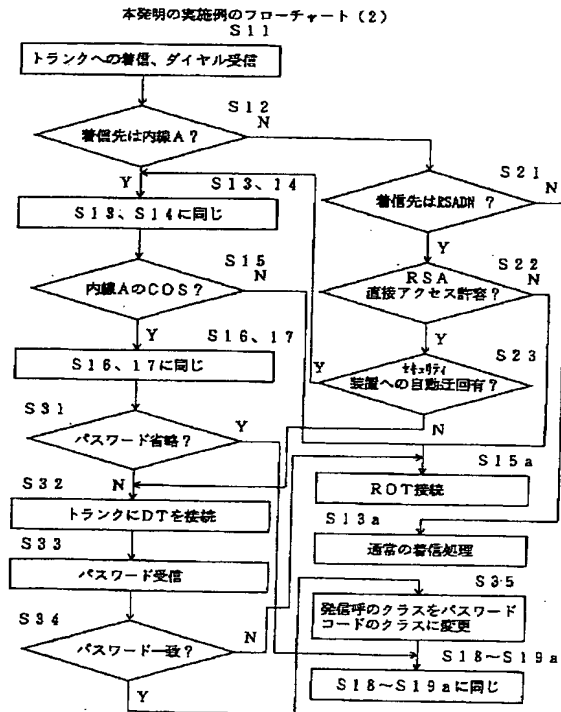 本発明の実施例のフローチャート(2)
S11
トランクへの着信、ダイヤル受信
S12
着信先は内線A?
N
Y
S13、14
S13、S14に同じ
S21
着信先はRSADN ?
N
Y
S15
内線AのCOS?
N
Y
S22
RSA
直接アクセス許容?
N
Y
S16、17
S16、17に同じ
S23
セキュリティ
装置への自動迂回有?
Y
N
S31
パスワード省略?
Y
N
S15a
ROT接続
S32
トランクにDTを接続
S13a
通常の着信処理
S33
パスワード受信
S35
発信呼のクラスをパスワード
コードのクラスに変更
S34
パスワード一致?
N
Y
S18~S19a
S18~S19aに同じ